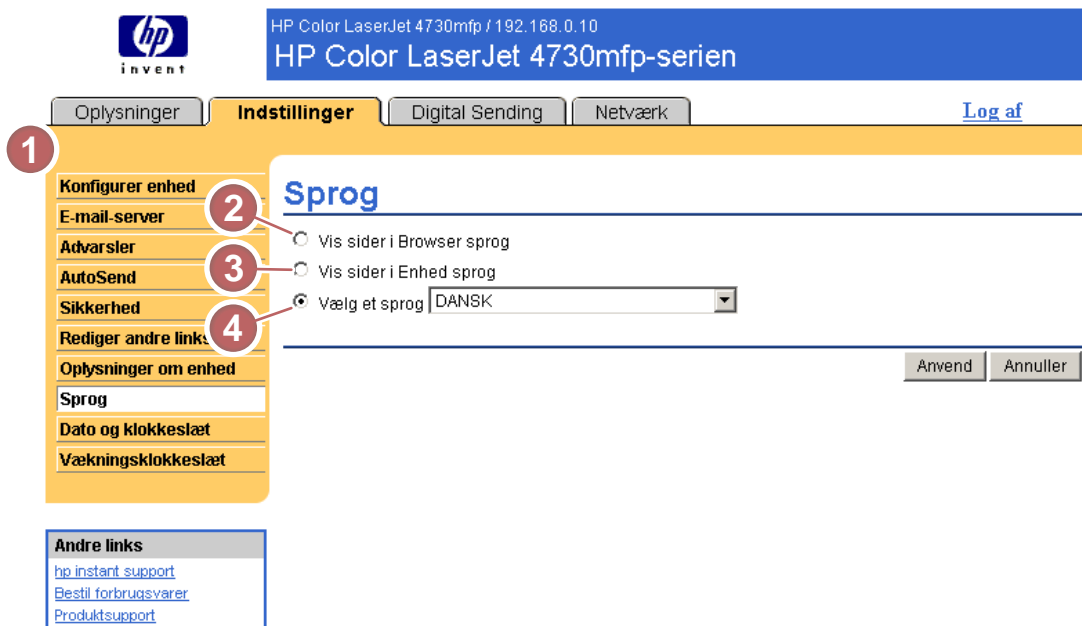 hp
invent
HP Color LaserJet 4730mfp / 192.168.0.10
HP Color LaserJet 4730mfp-serien
Oplysninger
Indstillinger
Digital Sending
Netværk
Log af
1
Konfigurer enhed
E-mail-server
Advarsler
AutoSend
Sikkerhed
Rediger andre links
Oplysninger om enhed
Sprog
Dato og klokkeslæt
Vækningsklokkeslæt
Sprog
2
Vis sider i Browser sprog
3
Vis sider i Enhed sprog
4
Vælg et sprog DANSK
Anvend
Annuller
Andre links
hp instant support
Bestil forbrugsvarer
Produktsupport